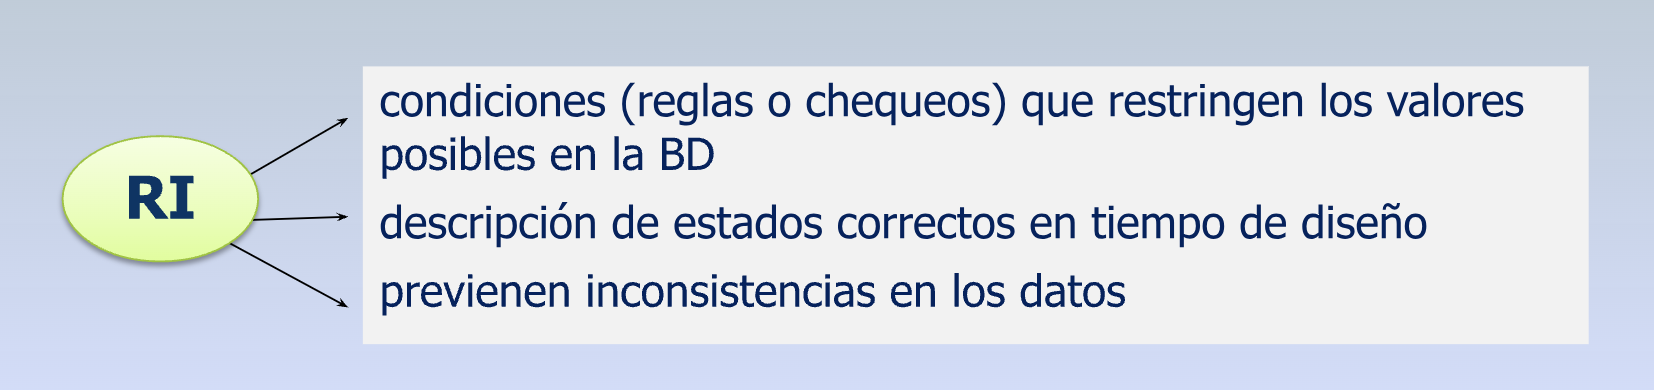 RI
condiciones (reglas o chequeos) que restringen los valores
posibles en la BD
descripción de estados correctos en tiempo de diseño
previenen inconsistencias en los datos